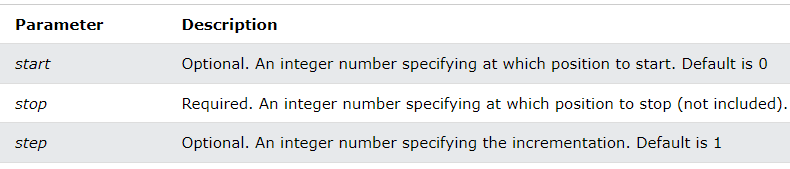 Parameter Description
start Optional. An integer number specifying at which position to start. Default is 0
stop Required. An integer number specifying at which position to stop (not included).
step Optional. An integer number specifying the incrementation. Default is 1